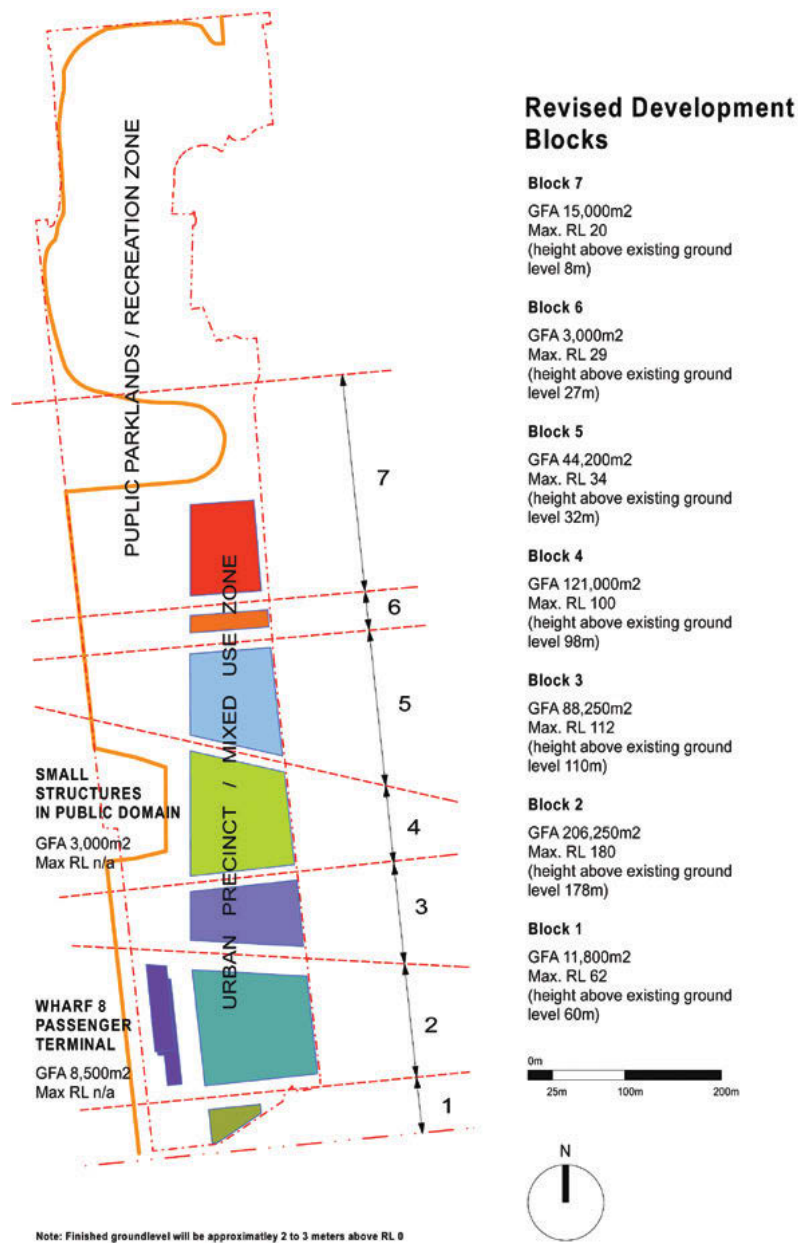 PUPLIC PARKLANDS / RECREATION ZONE
URBAN PRECINCT / MIXED USE ZONE
7
6
5
4
3
2
1
SMALL
STRUCTURES
IN PUBLIC DOMAIN
GFA 3,000m2
Max RL n/a
WHARF 8
PASSENGER
TERMINAL
GFA 8,500m2
Max RL n/a
Revised Development
Blocks
Block 7
GFA 15,000m2
Max. RL 20
(height above existing ground
level 8m)
Block 6
GFA 3,000m2
Max. RL 29
(height above existing ground
level 27m)
Block 5
GFA 44,200m2
Max. RL 34
(height above existing ground
level 32m)
Block 4
GFA 121,000m2
Max. RL 100
(height above existing ground
level 98m)
Block 3
GFA 88,250m2
Max. RL 112
(height above existing ground
level 110m)
Block 2
GFA 206,250m2
Max. RL 180
(height above existing ground
level 178m)
Block 1
GFA 11,800m2
Max. RL 62
(height above existing ground
level 60m)
0m
25m 100m 200m
N
Note: Finished groundlevel will be approximatley 2 to 3 meters above RL 0